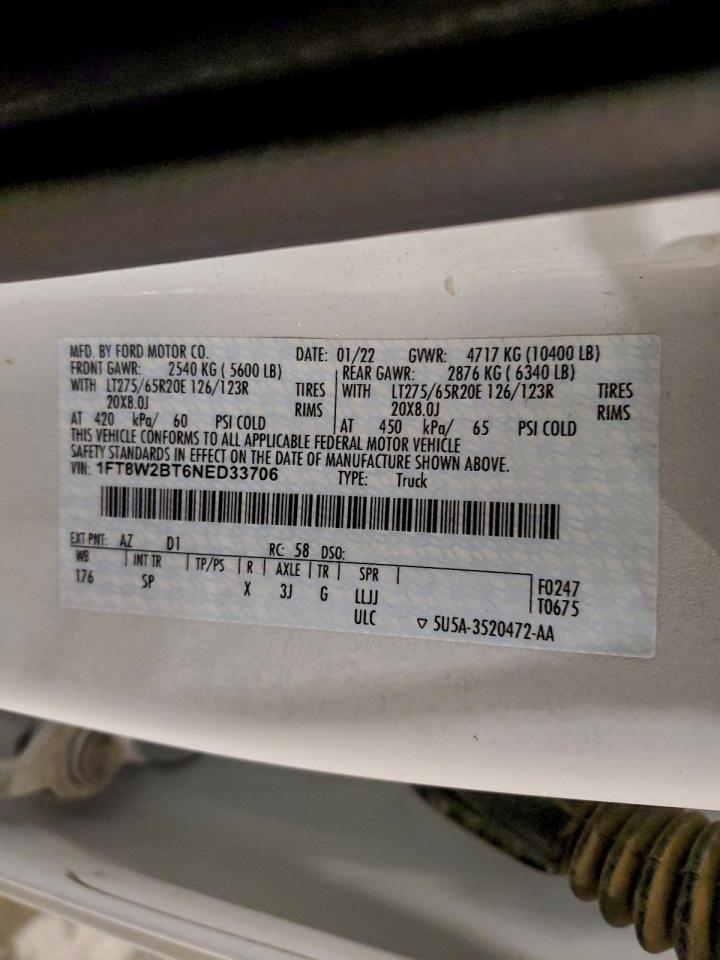 MFD. BY FORD MOTOR CO. DATE: 01/22 GVWR: 4717 KG (10400 LB)
FRONT GAWR: 2540 KG ( 5600 LB) REAR GAWR: 2876 KG ( 6340 LB)
WITH LT275/65R20E 126/123R TIRES WITH LT275/65R20E 126/123R TIRES
20X8.0J RIMS 20X8.0J RIMS
AT 420 kPa/ 60 PSI COLD AT 450 kPa/ 65 PSI COLD
THIS VEHICLE CONFORMS TO ALL APPLICABLE FEDERAL MOTOR VEHICLE
SAFETY STANDARDS IN EFFECT ON THE DATE OF MANUFACTURE SHOWN ABOVE.
VIN: 1FT8W2BT6NED33706 TYPE: Truck
EXT PNT: AZ D1 RC: 58 DSO:
WB INT TR TP/PS R AXLE TR SPR F0247
176 SP X 3J G LLJJ T0675
ULC ▽ 5U5A-3520472-AA